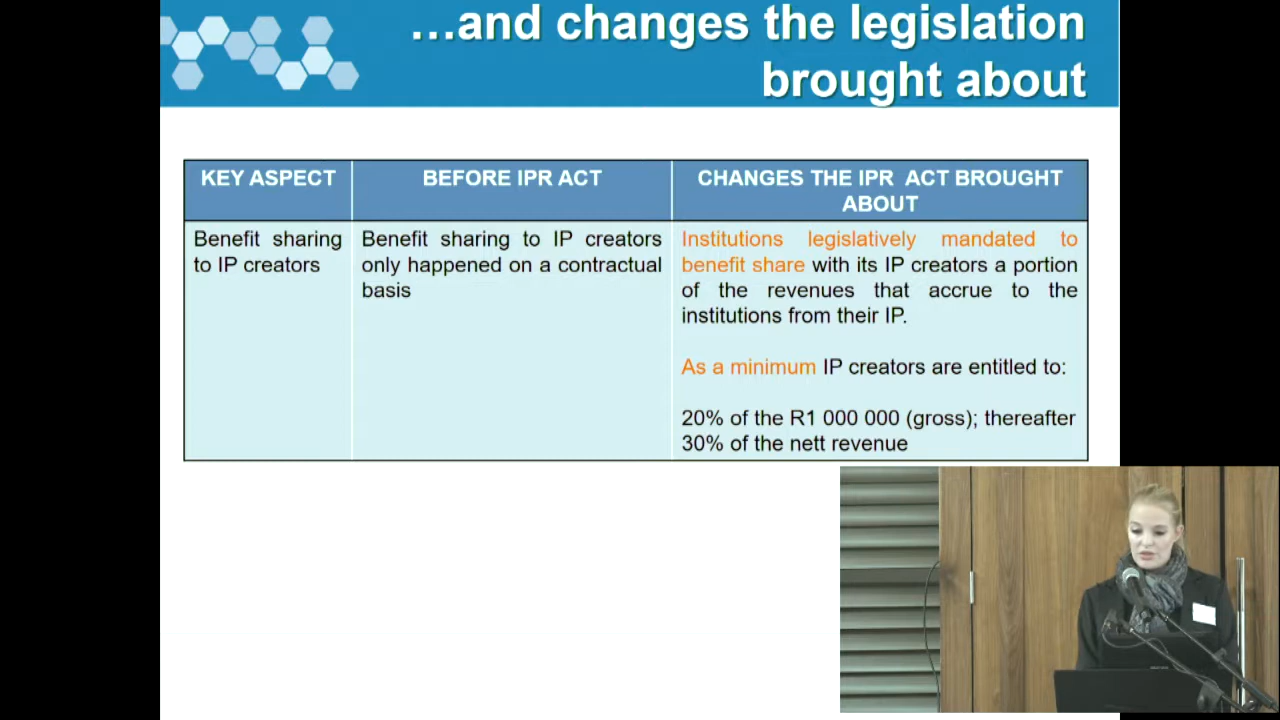 …and changes the legislation
brought about
KEY ASPECT
BEFORE IPR ACT
CHANGES THE IPR ACT BROUGHT
ABOUT
Benefit sharing
to IP creators
Benefit sharing to IP creators
only happened on a contractual
basis
Institutions legislatively mandated to
benefit share with its IP creators a portion
of the revenues that accrue to the
institutions from their IP.
As a minimum IP creators are entitled to:
20% of the R1 000 000 (gross); thereafter
30% of the nett revenue